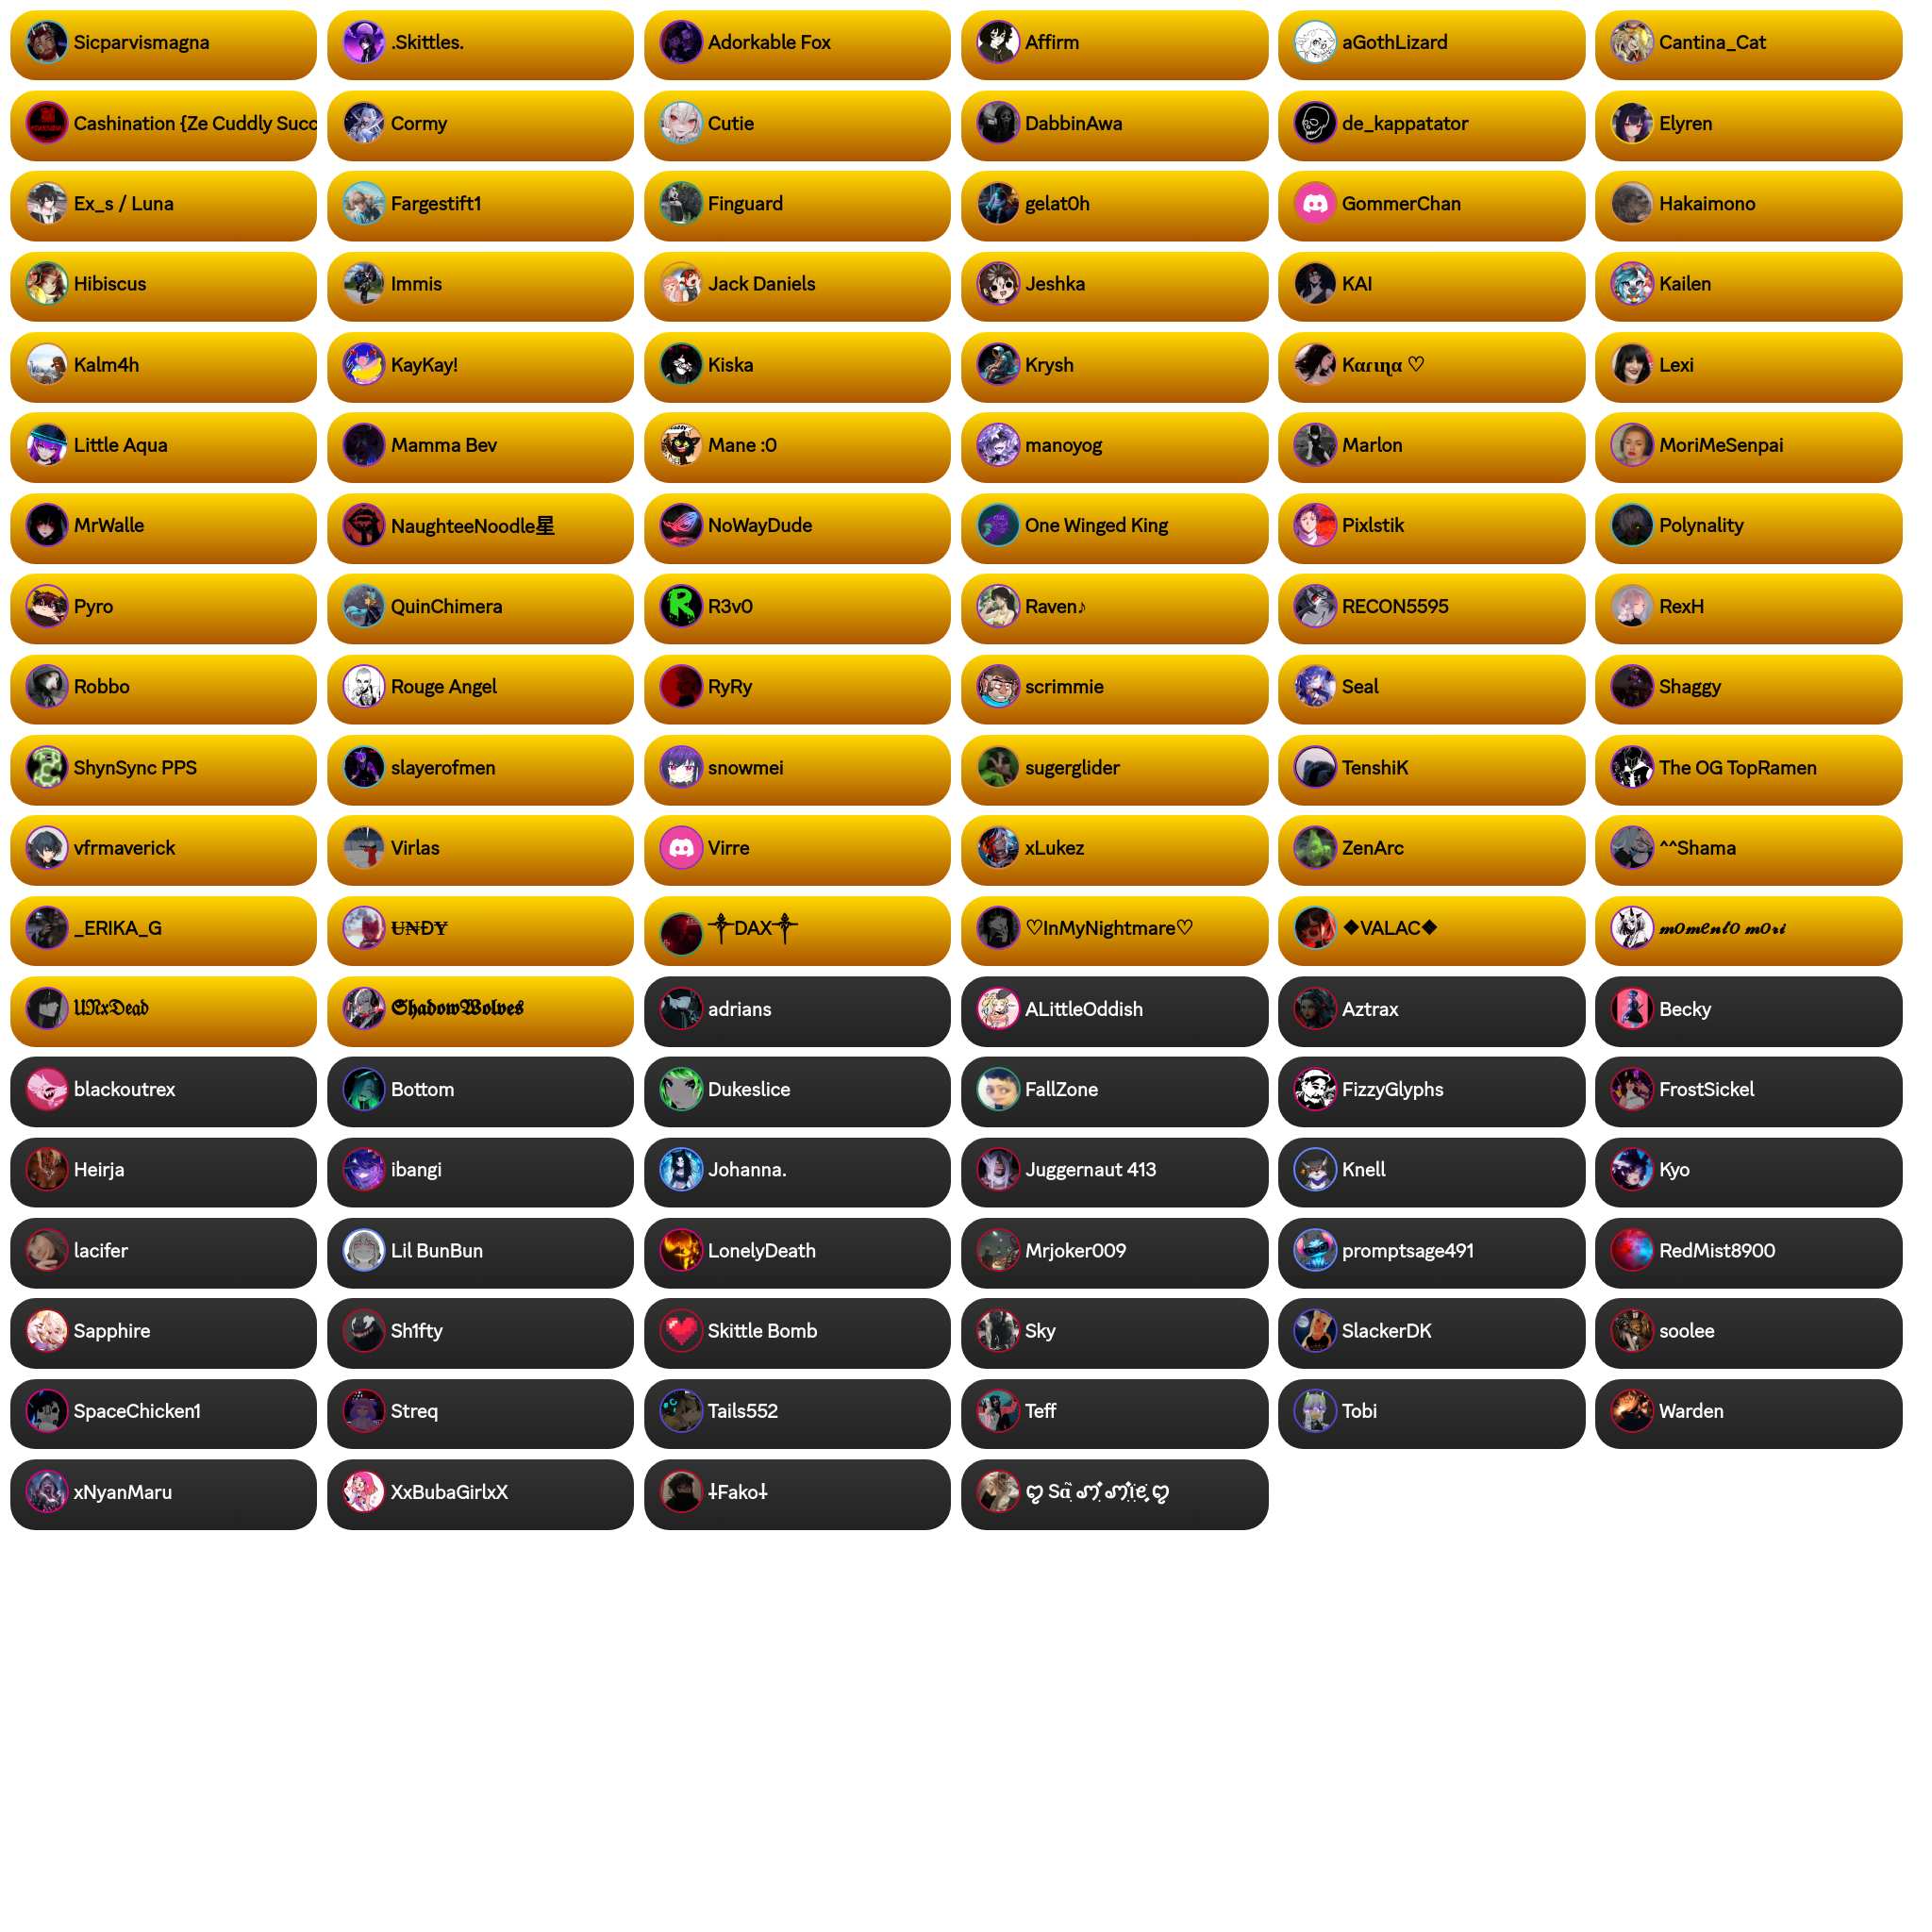 Sicparvismagna
.Skittles.
Adorkable Fox
Affirm
aGothLizard
Cantina_Cat
Cashination {Ze Cuddly Succ
Cormy
Cutie
DabbinAwa
de_kappatator
Elyren
Ex_s / Luna
Fargestift1
Finguard
gelat0h
GommerChan
Hakaimono
Hibiscus
Immis
Jack Daniels
Jeshka
KAI
Kailen
Kalm4h
KayKay!
Kiska
Krysh
Kαɾιɳα ♡
Lexi
Little Aqua
Mamma Bev
Mane :0
manoyog
Marlon
MoriMeSenpai
MrWalle
NaughteeNoodle星
NoWayDude
One Winged King
Pixlstik
Polynality
Pyro
QuinChimera
R3v0
Raven♪
RECON5595
RexH
Robbo
Rouge Angel
RyRy
scrimmie
Seal
Shaggy
ShynSync PPS
slayerofmen
snowmei
sugerglider
TenshiK
The OG TopRamen
vfrmaverick
Virlas
Virre
xLukez
ZenArc
^^Shama
_ERIKA_G
U̶N̶ĐɎ
⸸DAX⸸
♡InMyNightmare♡
❖VALAC❖
𝓶𝓸𝓶𝓮𝓷𝓽𝓸 𝓶𝓸𝓻𝓲
𝔘𝔑𝔵𝔇𝔢𝔞𝔡
𝕾𝖍𝖆𝖉𝖔𝖜𝖂𝖔𝖑𝖛𝖊𝖘
adrians
ALittleOddish
Aztrax
Becky
blackoutrex
Bottom
Dukeslice
FallZone
FizzyGlyphs
FrostSickel
Heirja
ibangi
Johanna.
Juggernaut 413
Knell
Kyo
lacifer
Lil BunBun
LonelyDeath
Mrjoker009
promptsage491
RedMist8900
Sapphire
Sh1fty
Skittle Bomb
Sky
SlackerDK
soolee
SpaceChicken1
Streq
Tails552
Teff
Tobi
Warden
xNyanMaru
XxBubaGirlxX
⸸Fako⸸